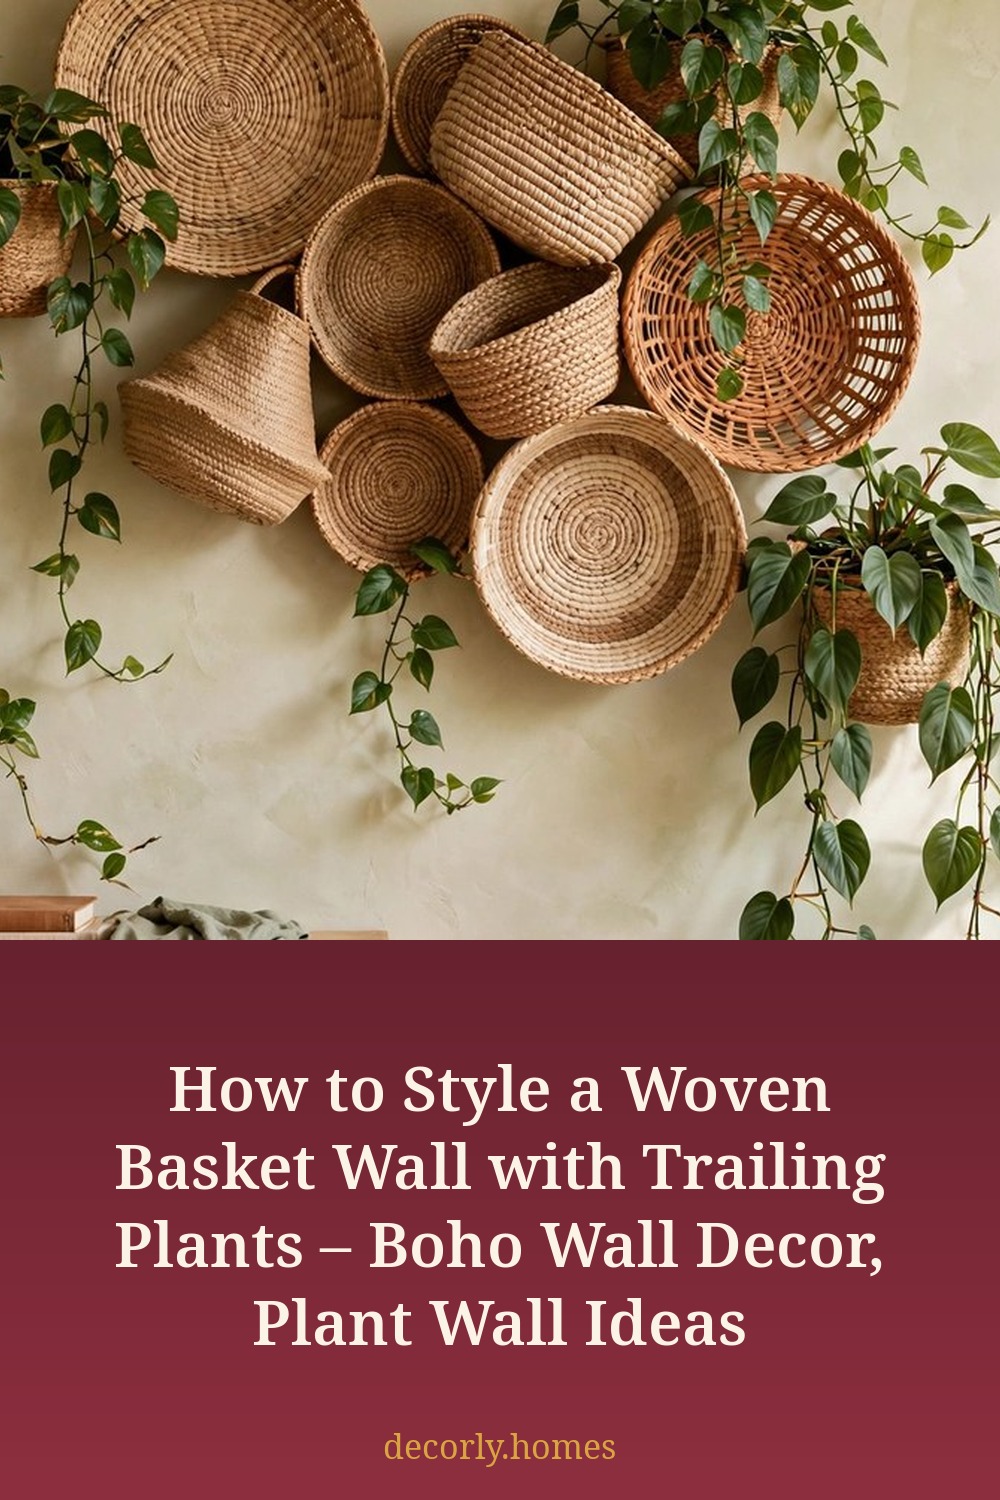 How to Style a Woven
Basket Wall with Trailing
Plants – Boho Wall Decor,
Plant Wall Ideas
decorly.homes